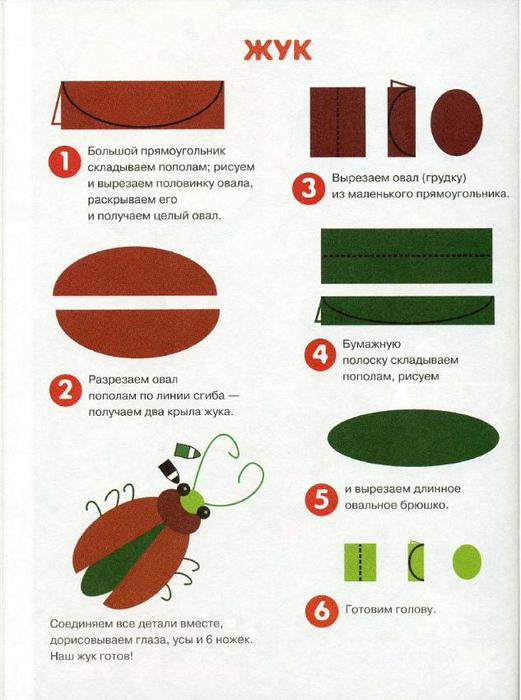 ЖУК
1 Большой прямоугольник
складываем пополам; рисуем
и вырезаем половинку овала,
раскрываем его
и получаем целый овал.
2 Разрезаем овал
пополам по линии сгиба —
получаем два крыла жука.
3 Вырезаем овал (грудку)
из маленького прямоугольника.
4 Бумажную
полоску складываем
пополам, рисуем
5 и вырезаем длинное
овальное брюшко.
6 Готовим голову.
Соединяем все детали вместе,
дорисовываем глаза, усы и 6 ножек.
Наш жук готов!